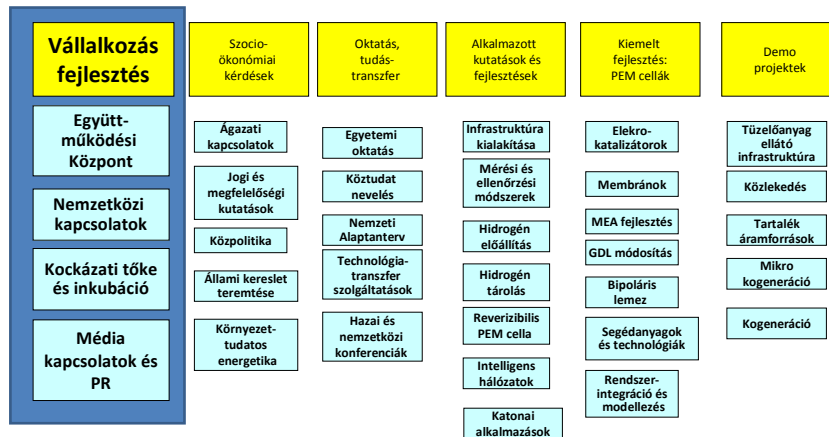 Vállalkozás
fejlesztés
Együtt-
működési
Központ
Nemzetközi
kapcsolatok
Kockázati tőke
és inkubáció
Média
kapcsolatok és
PR
Szocio-
ökonómiai
kérdések
Ágazati
kapcsolatok
Jogi és
megfelelőségi
kutatások
Közpolitika
Állami kereslet
teremtése
Környezet-
tudatos
energetika
Oktatás,
tudás-
transzfer
Egyetemi
oktatás
Köztudat
nevelés
Nemzeti
Alaptanterv
Technológia-
transzfer
szolgáltatások
Hazai és
nemzetközi
konferenciák
Alkalmazott
kutatások és
fejlesztések
Infrastruktúra
kialakítása
Mérési és
ellenőrzési
módszerek
Hidrogén
előállítás
Hidrogén
tárolás
Reverizibilis
PEM cella
Intelligens
hálózatok
Katonai
alkalmazások
Kiemelt
fejlesztés:
PEM cellák
Elekro-
katalizátorok
Membránok
MEA fejlesztés
GDL módosítás
Bipoláris
lemez
Segédanyagok
és technológiák
Rendszer-
integráció és
modellezés
Demo
projektek
Tüzelőanyag
ellátó
infrastruktúra
Közlekedés
Tartalék
áramforrások
Mikro
kogeneráció
Kogeneráció